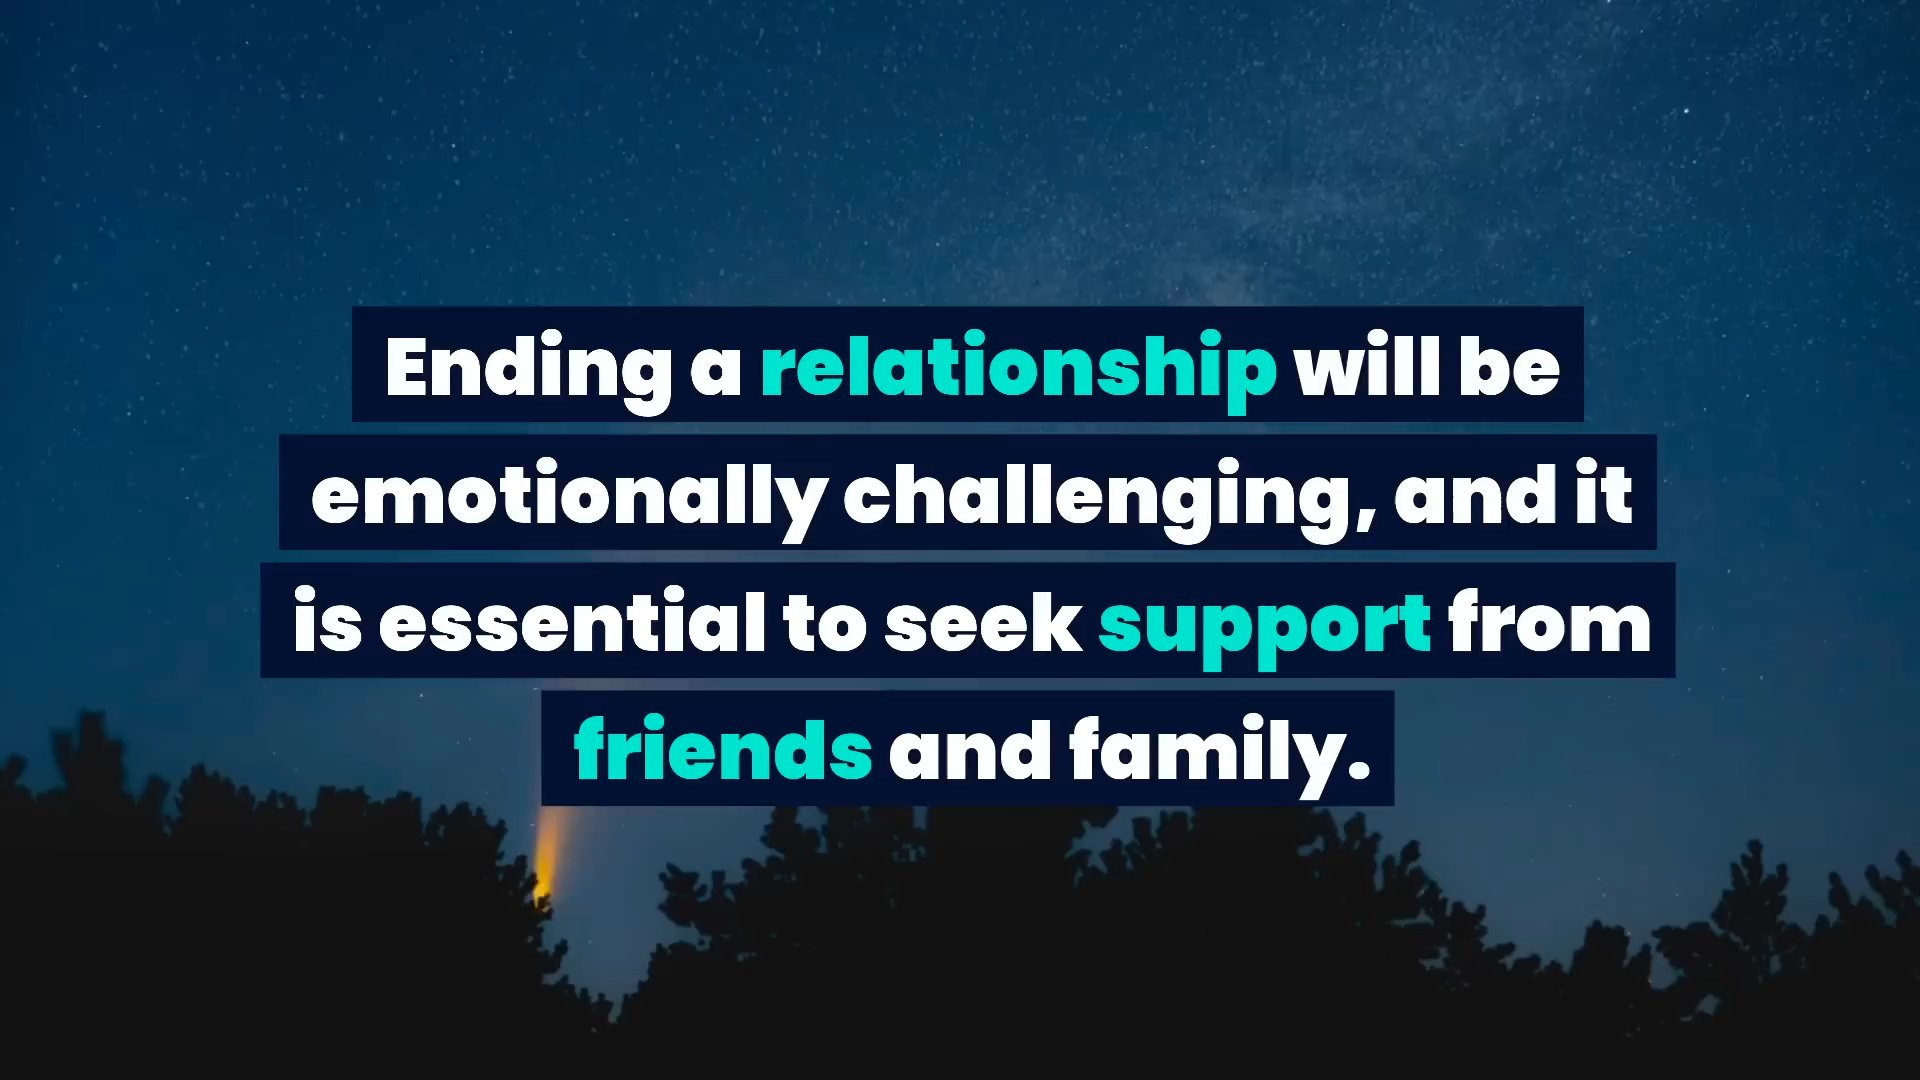 Ending a relationship will be
emotionally challenging, and it
is essential to seek support from
friends and family.